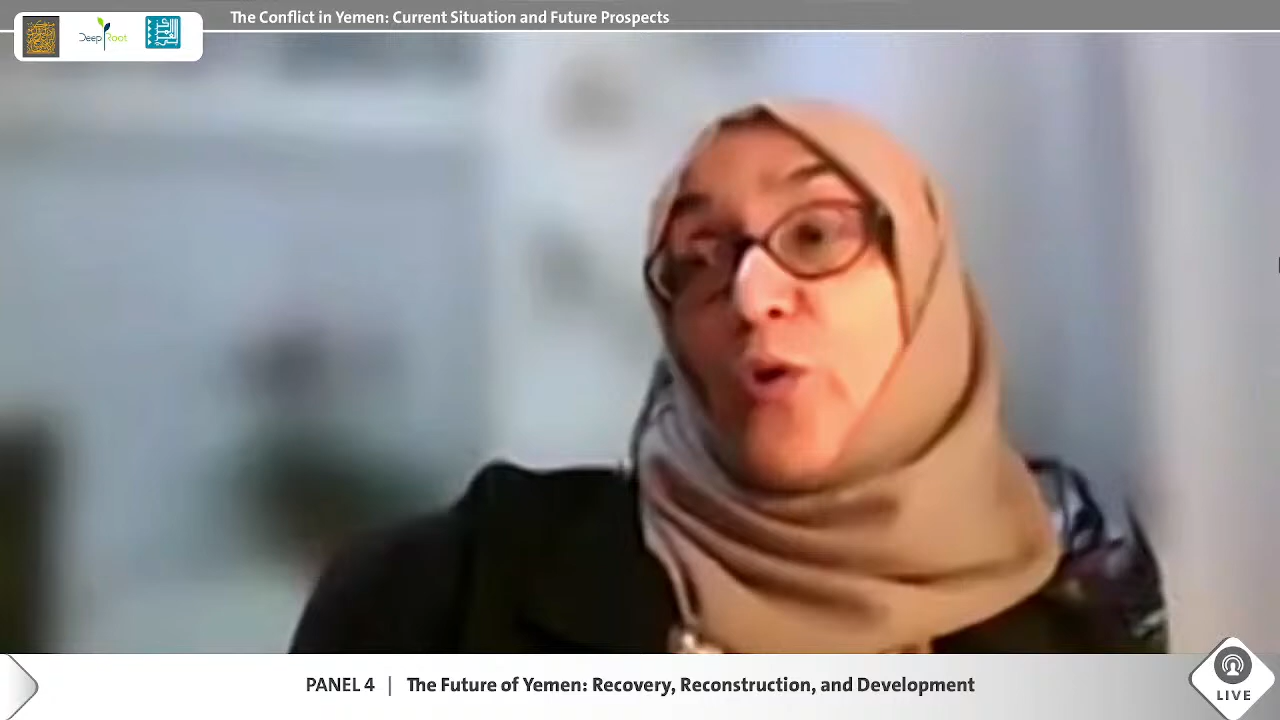 The Conflict in Yemen: Current Situation and Future Prospects
DeepRoot
PANEL 4 | The Future of Yemen: Recovery, Reconstruction, and Development
LIVE